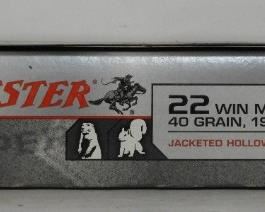 STER
22 WIN M
40 GRAIN, 19
JACKETED HOLLOW